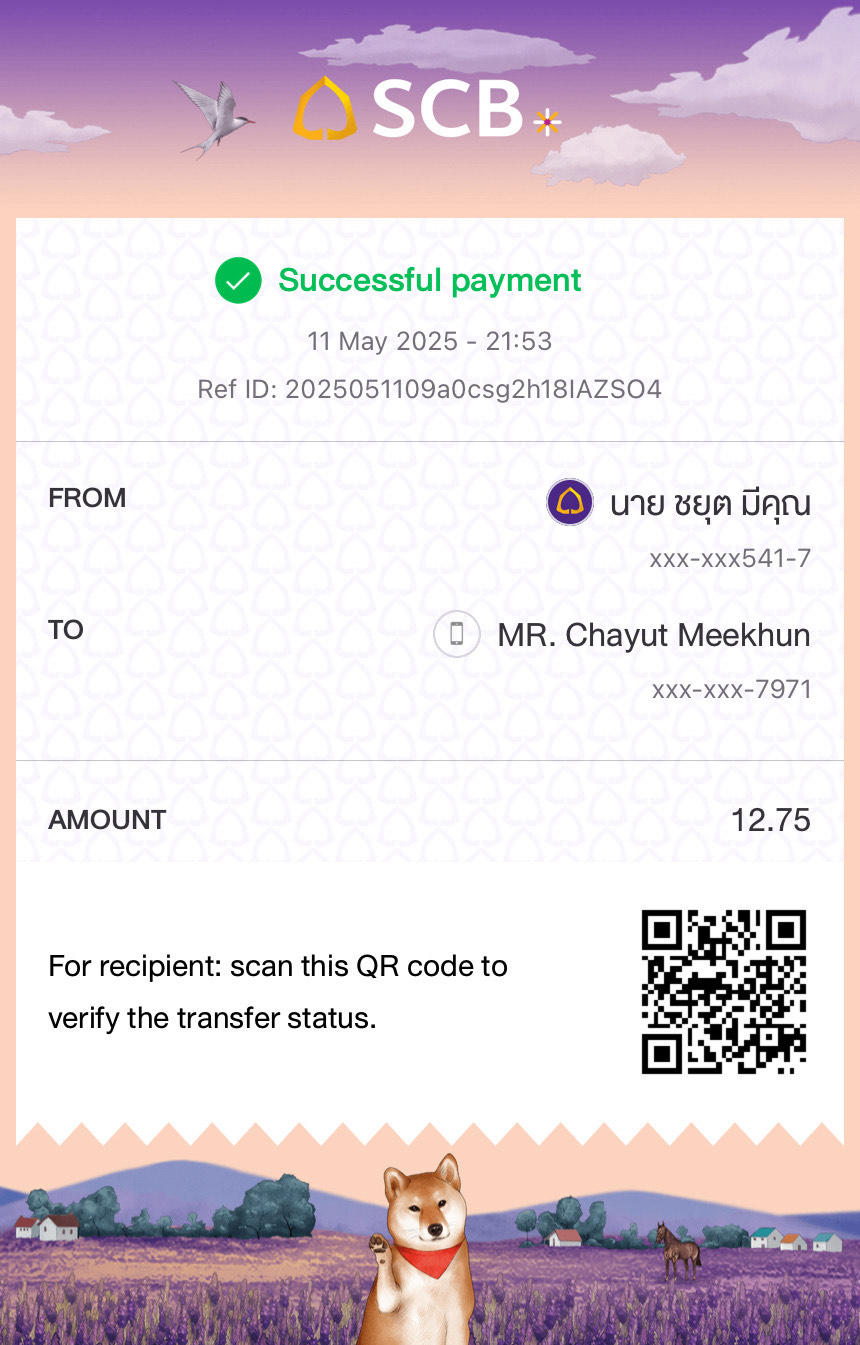 SCB
Successful payment
11 May 2025 - 21:53
Ref ID: 2025051109a0csg2h18IAZSO4
FROM
นาย ชยุต มีคุณ
xxx-xxx541-7
TO
MR. Chayut Meekhun
xxx-xxx-7971
AMOUNT
12.75
For recipient: scan this QR code to
verify the transfer status.